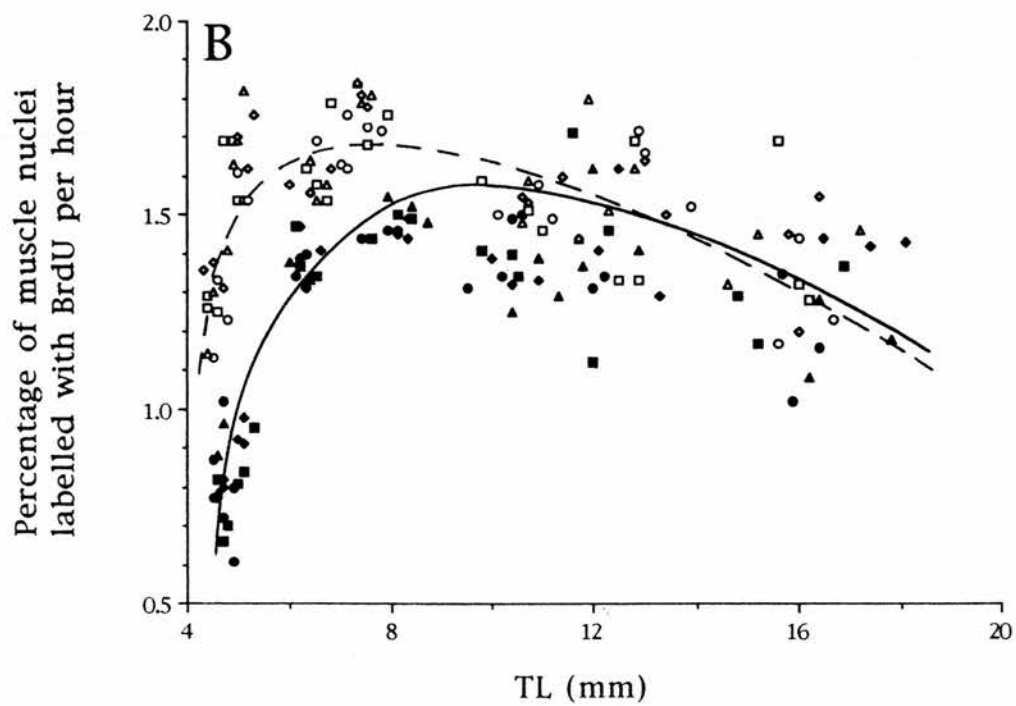 B
Percentage of muscle nuclei
labelled with BrdU per hour
2.0
1.5
1.0
0.5
4
8
12
16
20
TL (mm)